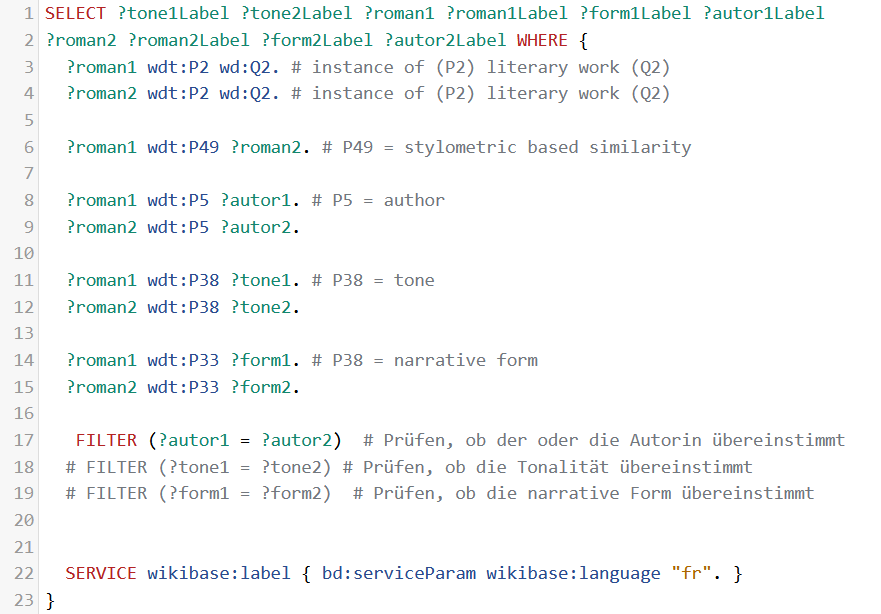 1 SELECT ?tone1Label ?tone2Label ?roman1 ?roman1Label ?form1Label ?autor1Label
2 ?roman2 ?roman2Label ?form2Label ?autor2Label WHERE {
3 ?roman1 wdt:P2 wd:Q2. # instance of (P2) literary work (Q2)
4 ?roman2 wdt:P2 wd:Q2. # instance of (P2) literary work (Q2)
5
6 ?roman1 wdt:P49 ?roman2. # P49 = stylometric based similarity
7
8 ?roman1 wdt:P5 ?autor1. # P5 = author
9 ?roman2 wdt:P5 ?autor2.
10
11 ?roman1 wdt:P38 ?tone1. # P38 = tone
12 ?roman2 wdt:P38 ?tone2.
13
14 ?roman1 wdt:P33 ?form1. # P38 = narrative form
15 ?roman2 wdt:P33 ?form2.
16
17 FILTER (?autor1 = ?autor2) # Prüfen, ob der oder die Autorin übereinstimmt
18 # FILTER (?tone1 = ?tone2) # Prüfen, ob die Tonalität übereinstimmt
19 # FILTER (?form1 = ?form2) # Prüfen, ob die narrative Form übereinstimmt
20
21
22 SERVICE wikibase:label { bd:serviceParam wikibase:language "fr". }
23 }